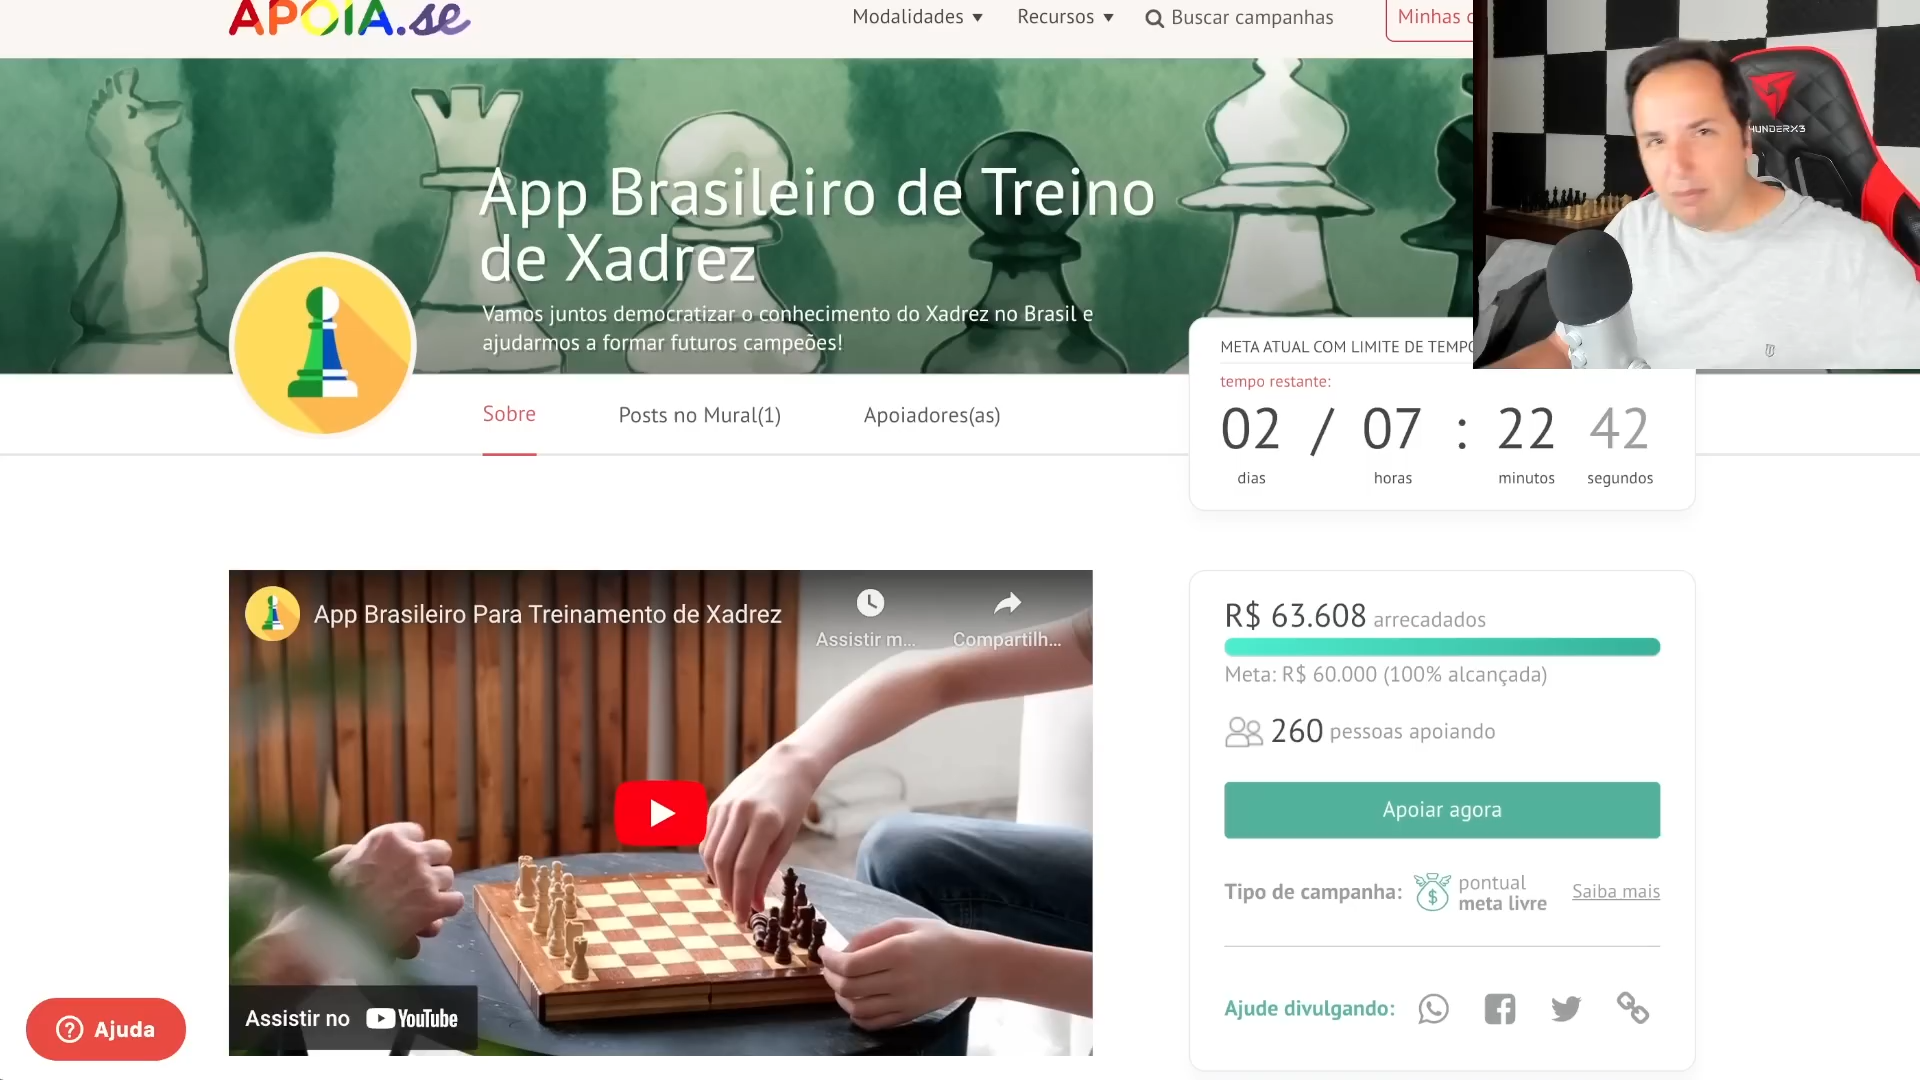 APOIA.se
Modalidades ▼
Recursos ▼
Buscar campanhas
Minhas
HUNDERX3
App Brasileiro de Treino
de Xadrez
Vamos juntos democratizar o conhecimento do Xadrez no Brasil e
ajudarmos a formar futuros campeões!
META ATUAL COM LIMITE DE TEMPO
tempo restante:
02 / 07 : 22 42
dias horas minutos segundos
Sobre
Posts no Mural(1)
Apoiadores(as)
App Brasileiro Para Treinamento de Xadrez
Assistir m...
Compartilh...
Assistir no YouTube
R$ 63.608 arrecadados
Meta: R$ 60.000 (100% alcançada)
260 pessoas apoiando
Apoiar agora
Tipo de campanha:
pontual
meta livre
Saiba mais
Ajude divulgando:
Ajuda